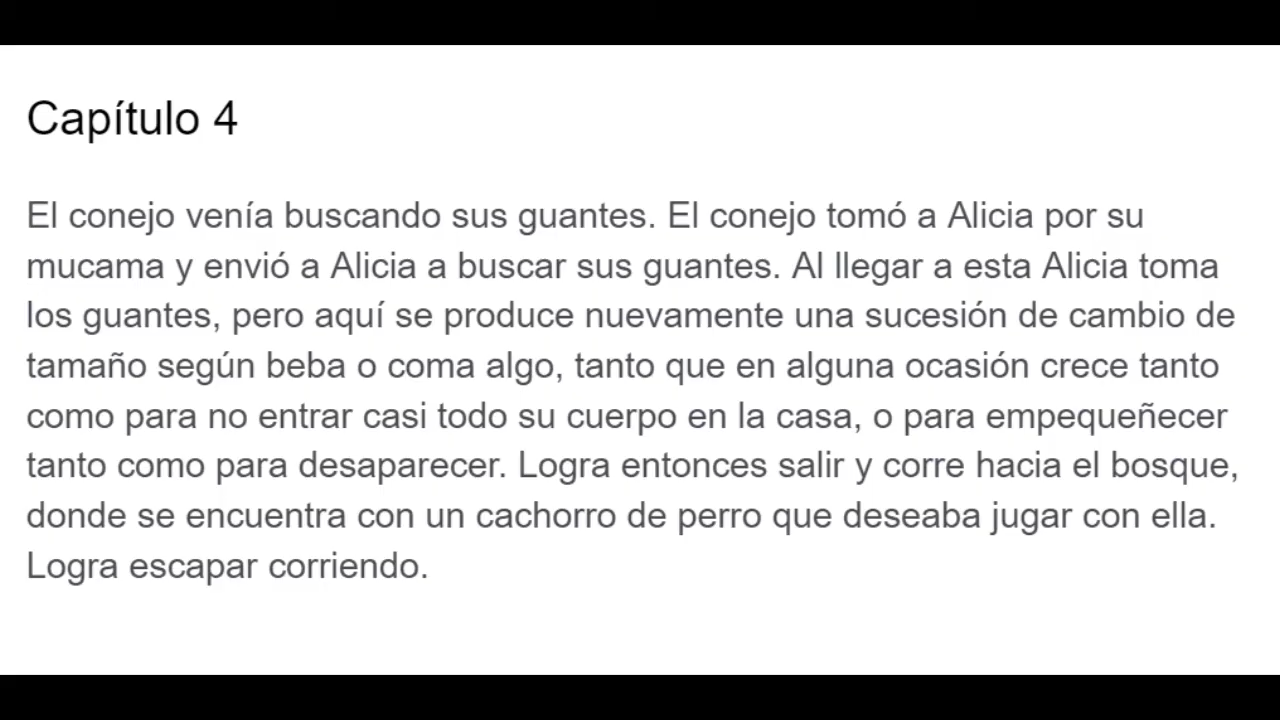 Capítulo 4
El conejo venía buscando sus guantes. El conejo tomó a Alicia por su
mucama y envió a Alicia a buscar sus guantes. Al llegar a esta Alicia toma
los guantes, pero aquí se produce nuevamente una sucesión de cambio de
tamaño según beba o coma algo, tanto que en alguna ocasión crece tanto
como para no entrar casi todo su cuerpo en la casa, o para empequeñecer
tanto como para desaparecer. Logra entonces salir y corre hacia el bosque,
donde se encuentra con un cachorro de perro que deseaba jugar con ella.
Logra escapar corriendo.